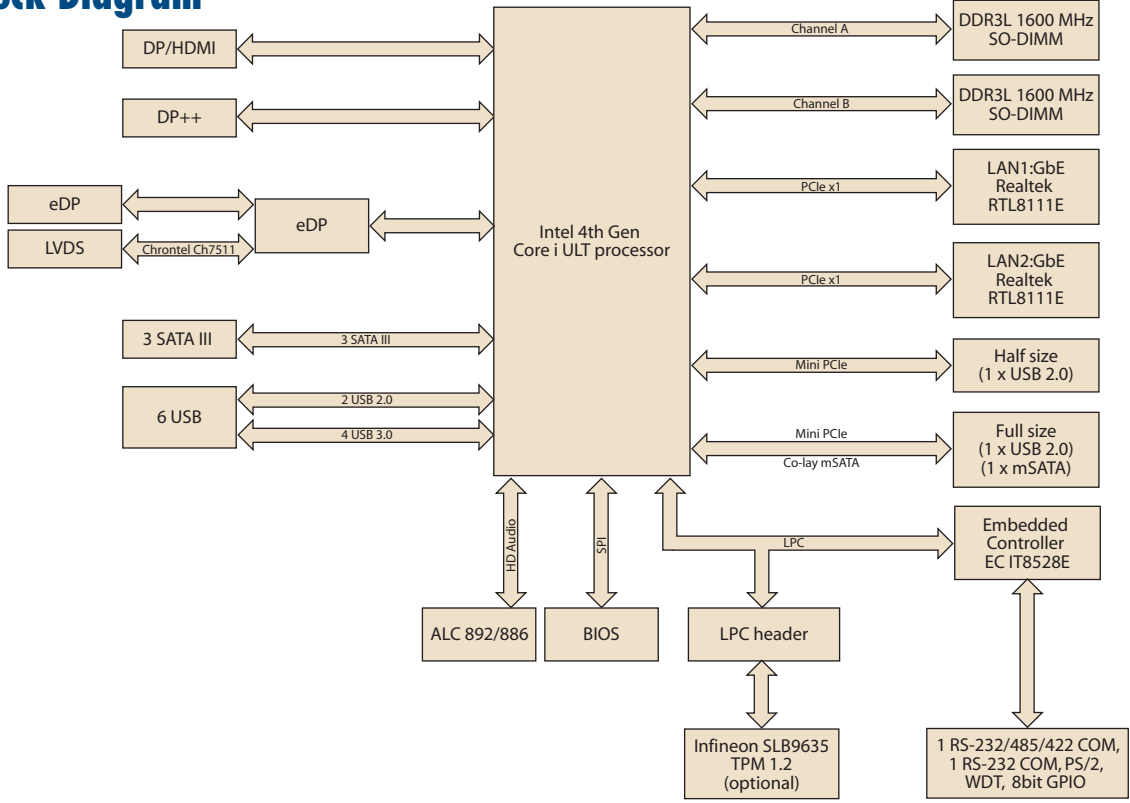 Diagram
DP/HDMI
DP++
eDP
LVDS
Chrontel Ch7511
eDP
3 SATA III
3 SATA III
6 USB
2 USB 2.0
4 USB 3.0
Intel 4th Gen
Core i ULT processor
Channel A
DDR3L 1600 MHz
SO-DIMM
Channel B
DDR3L 1600 MHz
SO-DIMM
PCIe x1
LAN1:GbE
Realtek
RTL8111E
PCIe x1
LAN2:GbE
Realtek
RTL8111E
Mini PCIe
Half size
(1 x USB 2.0)
Mini PCIe
Co-lay mSATA
Full size
(1 x USB 2.0)
(1 x mSATA)
HD Audio
SPI
LPC
Embedded
Controller
EC IT8528E
ALC 892/886
BIOS
LPC header
Infineon SLB9635
TPM 1.2
(optional)
1 RS-232/485/422 COM,
1 RS-232 COM, PS/2,
WDT, 8bit GPIO